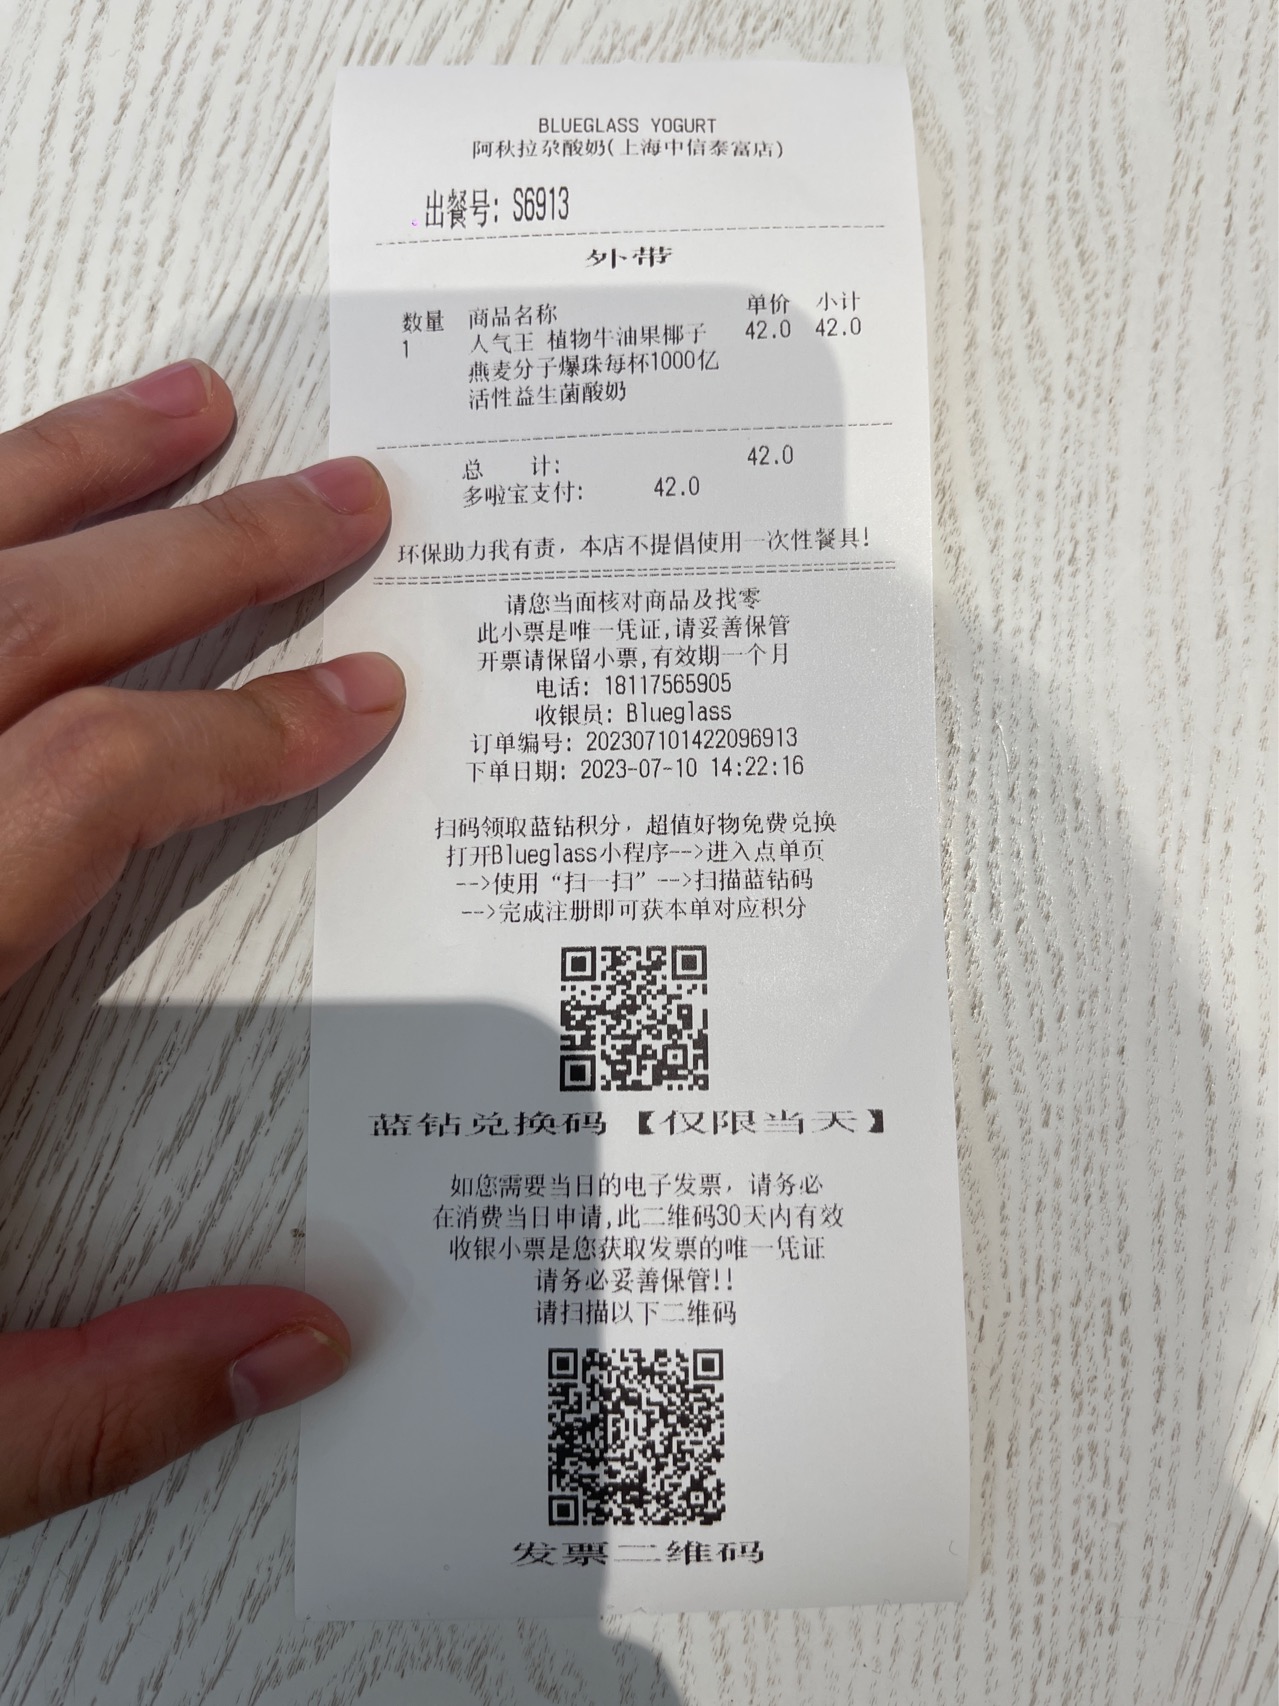 BLUEGLASS YOGURT
阿秋拉尕酸奶(上海中信泰富店)
出餐号: S6913
外带
数量 商品名称 单价 小计
1 人气王 植物牛油果椰子 42.0 42.0
燕麦分子爆珠每杯1000亿
活性益生菌酸奶
总 计: 42.0
多啦宝支付: 42.0
环保助力我有责，本店不提倡使用一次性餐具!
请您当面核对商品及找零
此小票是唯一凭证,请妥善保管
开票请保留小票,有效期一个月
电话: 18117565905
收银员: Blueglass
订单编号: 202307101422096913
下单日期: 2023-07-10 14:22:16
扫码领取蓝钻积分，超值好物免费兑换
打开Blueglass小程序-->进入点单页
-->使用“扫一扫”-->扫描蓝钻码
-->完成注册即可获本单对应积分
蓝钻兑换码【仅限当天】
如您需要当日的电子发票，请务必
在消费当日申请,此二维码30天内有效
收银小票是您获取发票的唯一凭证
请务必妥善保管!!
请扫描以下二维码
发票二维码